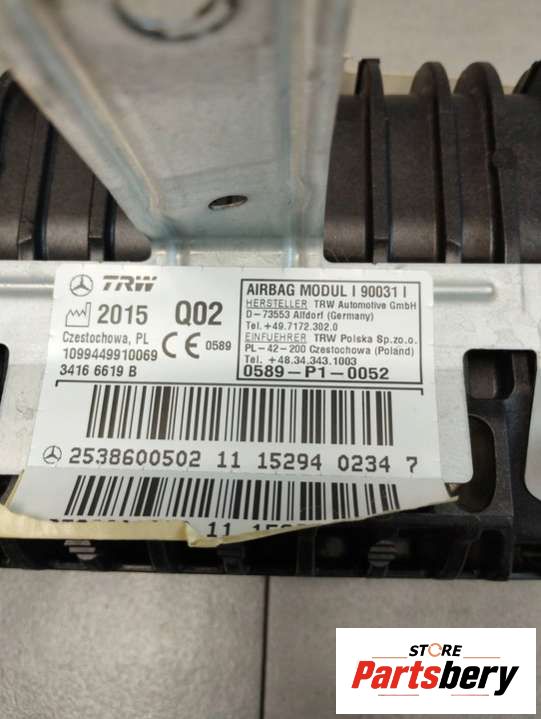 TRW
2015 Q02
Czestochowa, PL
1099449910069
3416 6619 B
CE 0589
AIRBAG MODUL I 90031 I
HERSTELLER TRW Automotive GmbH
D-73553 Alfdorf (Germany)
Tel.+49.7172.302.0
EINFUEHRER TRW Polska Sp.zo.o.
PL-42-200 Czestochowa (Poland)
Tel.+48.34.343.1003
0589-P1-0052
2538600502 11 15294 0234 7
11
STORE
Partsbery